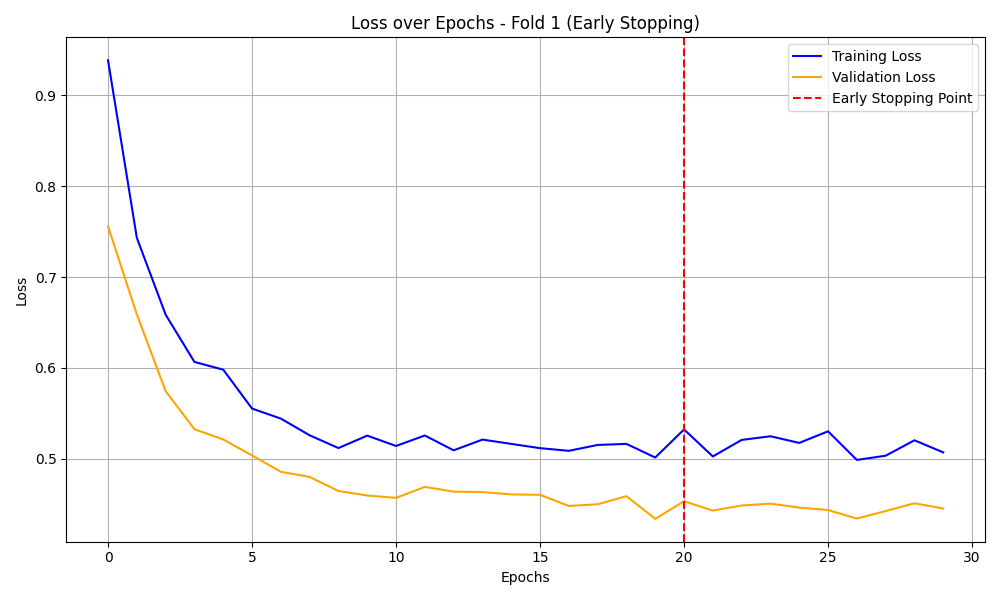 Loss over Epochs - Fold 1 (Early Stopping)
Training Loss
Validation Loss
Early Stopping Point
Loss
0.9
0.8
0.7
0.6
0.5
0 5 10 15 20 25 30
Epochs